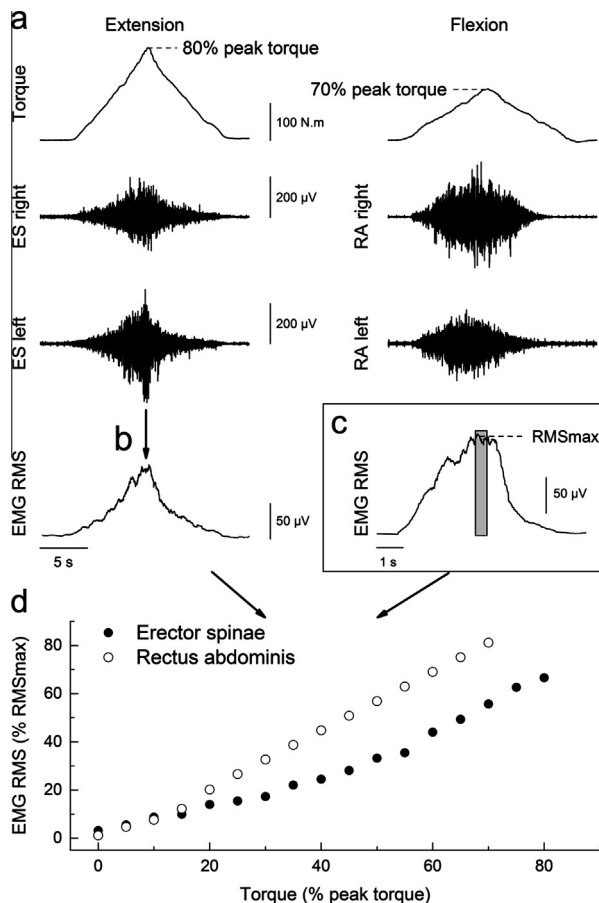 a
Extension
Flexion
80% peak torque
70% peak torque
Torque
100 N.m
ES right
200 µV
RA right
ES left
200 µV
RA left
b
c
RMSmax
EMG RMS
50 µV
EMG RMS
50 µV
5 s
1 s
d
Erector spinae
Rectus abdominis
EMG RMS (% RMSmax)
80
60
40
20
0
0 20 40 60 80
Torque (% peak torque)